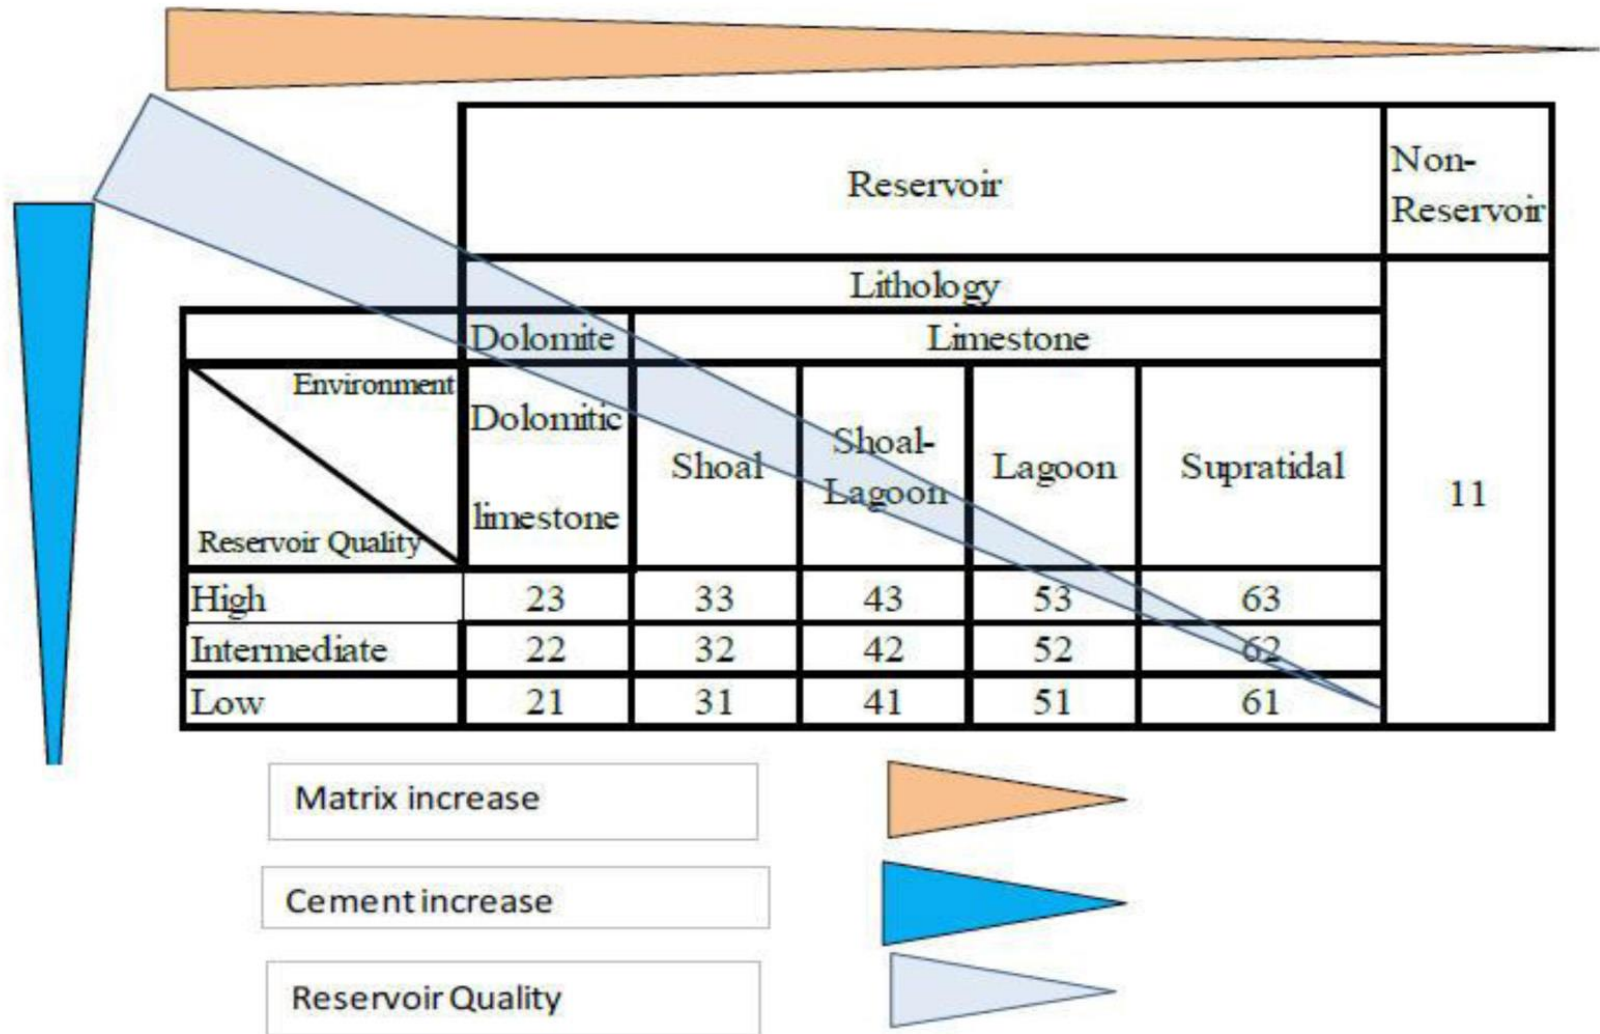 Reservoir
Non-
Reservoir
Lithology
Dolomite
Limestone
Environment
Reservoir Quality
Dolomitic
limestone
Shoal
Shoal-
Lagoon
Lagoon
Supratidal
11
High 23 33 43 53 63
Intermediate 22 32 42 52 62
Low 21 31 41 51 61
Matrix increase
Cement increase
Reservoir Quality